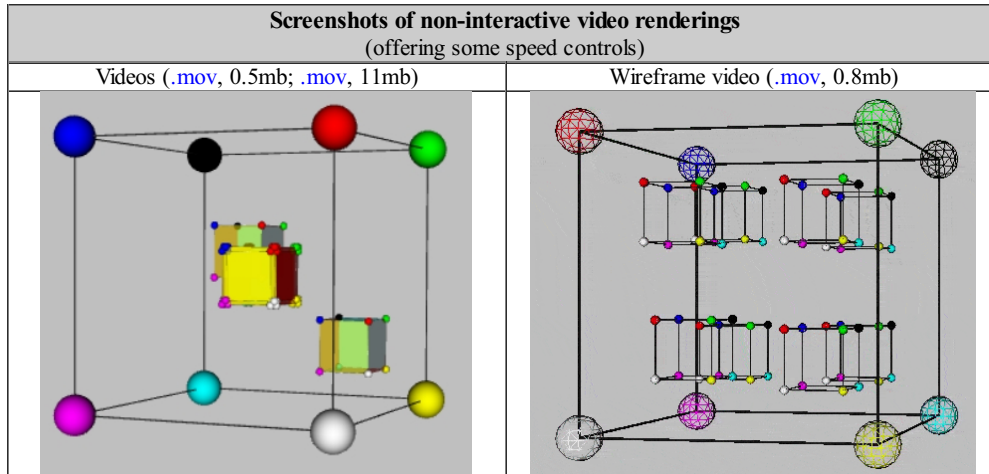 Screenshots of non-interactive video renderings
(offering some speed controls)
Videos (.mov, 0.5mb; .mov, 11mb)
Wireframe video (.mov, 0.8mb)